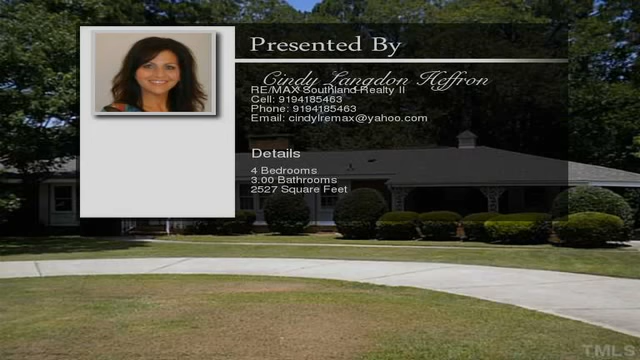 Presented By
Cindy Langdon Heffron
RE/MAX Southland Realty II
Cell: 9194185463
Phone: 9194185463
Email: cindylremax@yahoo.com
Details
4 Bedrooms
3.00 Bathrooms
2527 Square Feet
TMLS